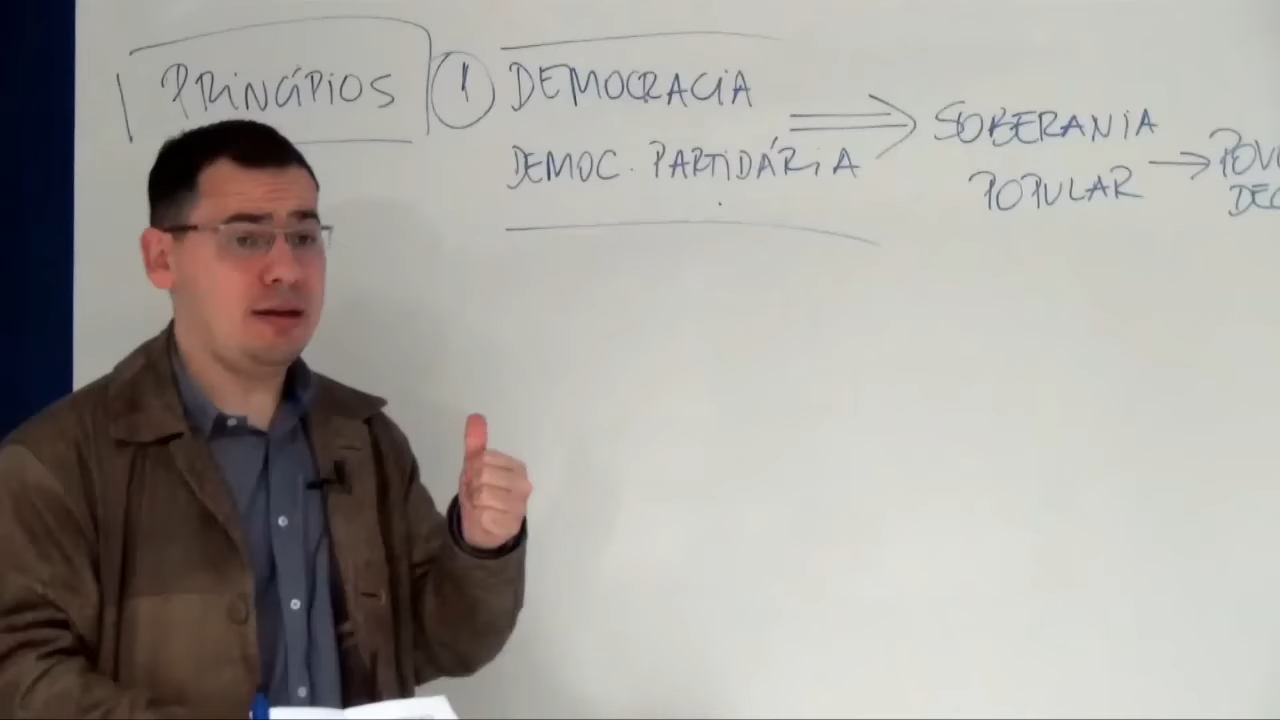 PRINCÍPIOS
1 DEMOCRACIA
DEMOC. PARTIDÁRIA
SOBERANIA
POPULAR